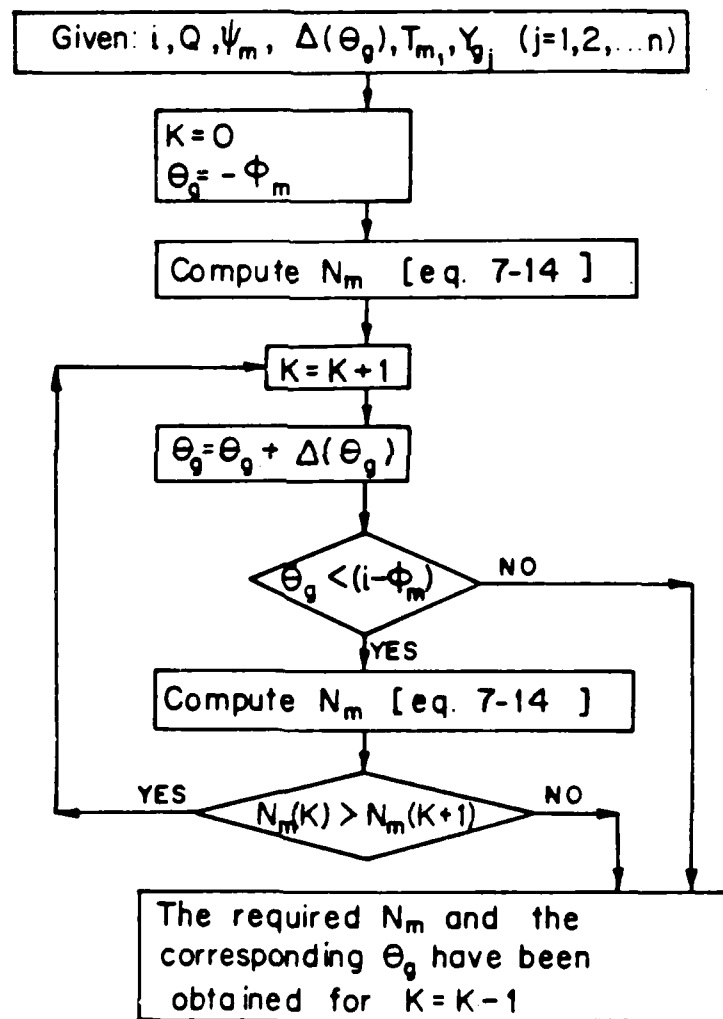 Given: i, Q, ψₘ, Δ(θg), Tₘ₁, Ygⱼ (j=1,2,...n)
K = 0
θg = - Φₘ
Compute Nₘ [eq. 7-14 ]
K = K + 1
θg = θg + Δ(θg)
θg < (i-Φₘ)
NO
YES
Compute Nₘ [eq. 7-14 ]
YES
Nₘ(K) > Nₘ(K+1)
NO
The required Nₘ and the
corresponding θg have been
obtained for K = K - 1